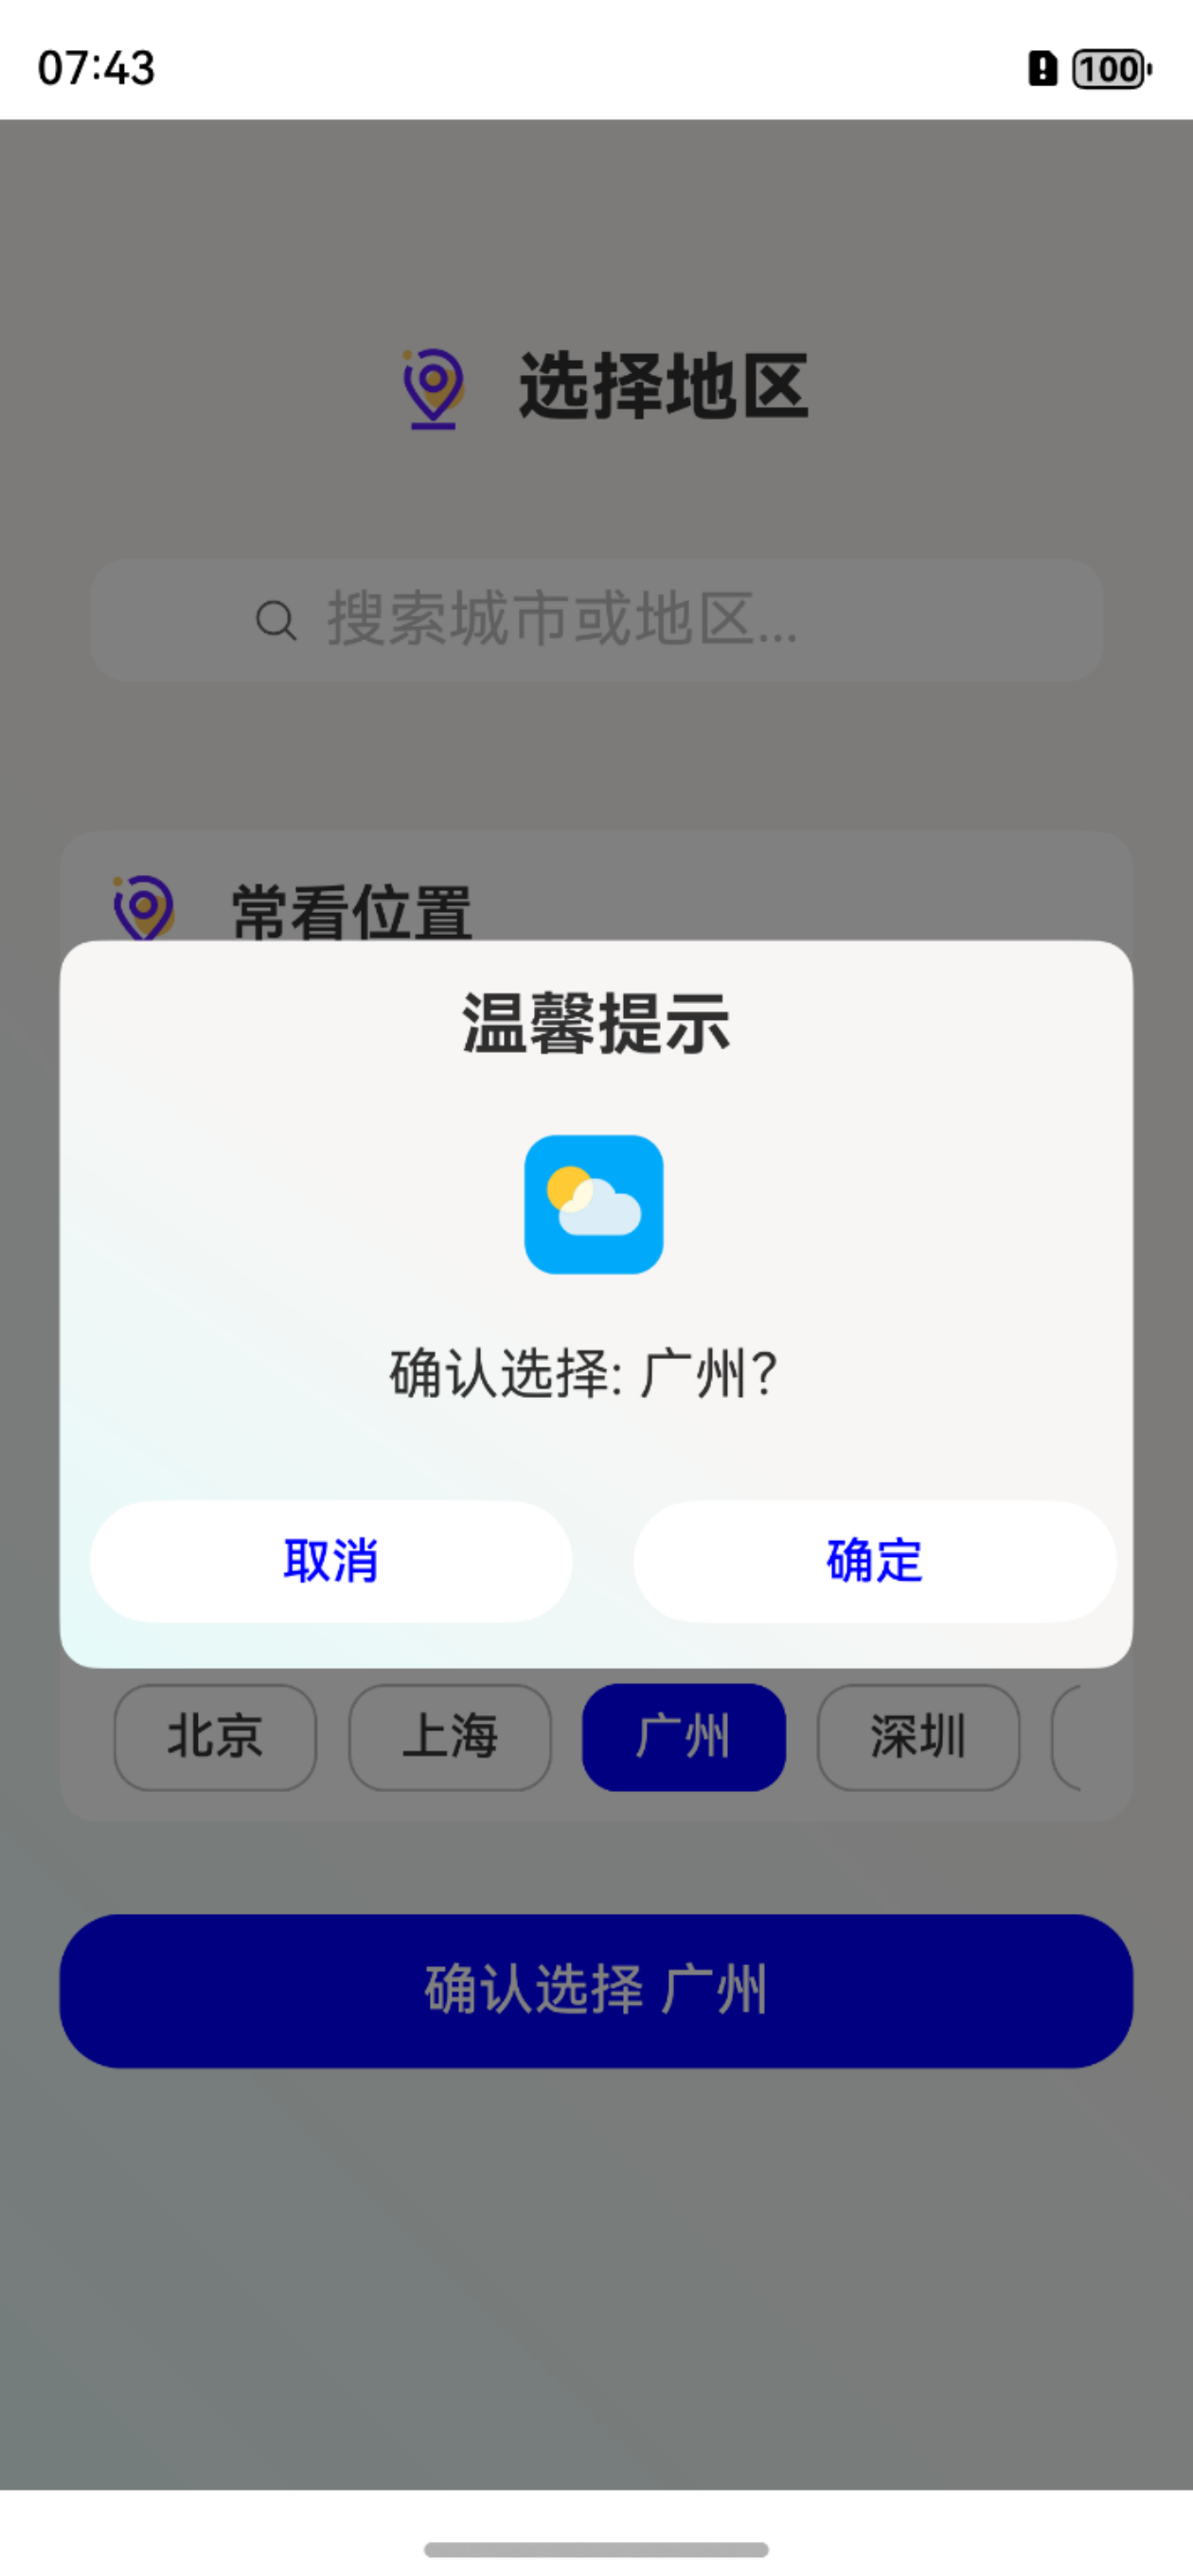 07:43
100
选择地区
搜索城市或地区...
常看位置
温馨提示
确认选择: 广州?
取消 确定
北京 上海 广州 深圳
确认选择 广州